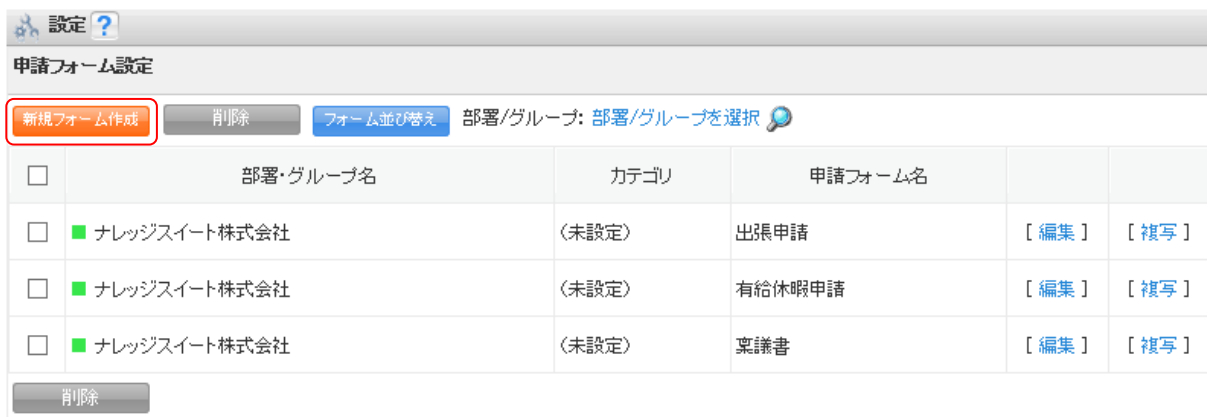 設定 ?
申請フォーム設定
新規フォーム作成 削除 フォーム並び替え 部署/グループ: 部署/グループを選択
部署・グループ名 カテゴリ 申請フォーム名
ナレッジスイート株式会社 (未設定) 出張申請 [ 編集 ] [ 複写 ]
ナレッジスイート株式会社 (未設定) 有給休暇申請 [ 編集 ] [ 複写 ]
ナレッジスイート株式会社 (未設定) 稟議書 [ 編集 ] [ 複写 ]
削除